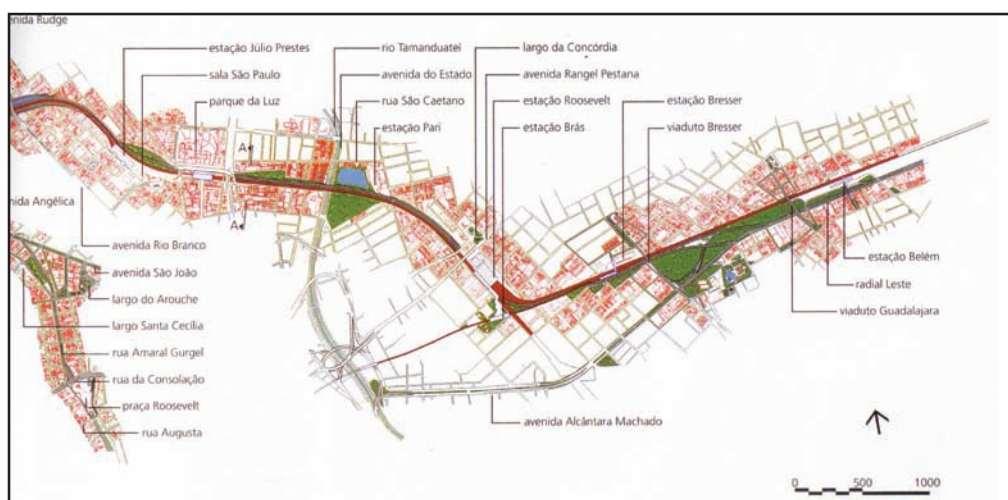 enida Rudge
estação Júlio Prestes
sala São Paulo
parque da Luz
A
A
rio Tamanduateí
avenida do Estado
rua São Caetano
estação Pari
largo da Concórdia
avenida Rangel Pestana
estação Roosevelt
estação Brás
estação Bresser
viaduto Bresser
nida Angélica
avenida Rio Branco
avenida São João
largo do Arouche
largo Santa Cecília
rua Amaral Gurgel
rua da Consolação
praça Roosevelt
rua Augusta
estação Belém
radial Leste
viaduto Guadalajara
avenida Alcântara Machado
0 500 1000